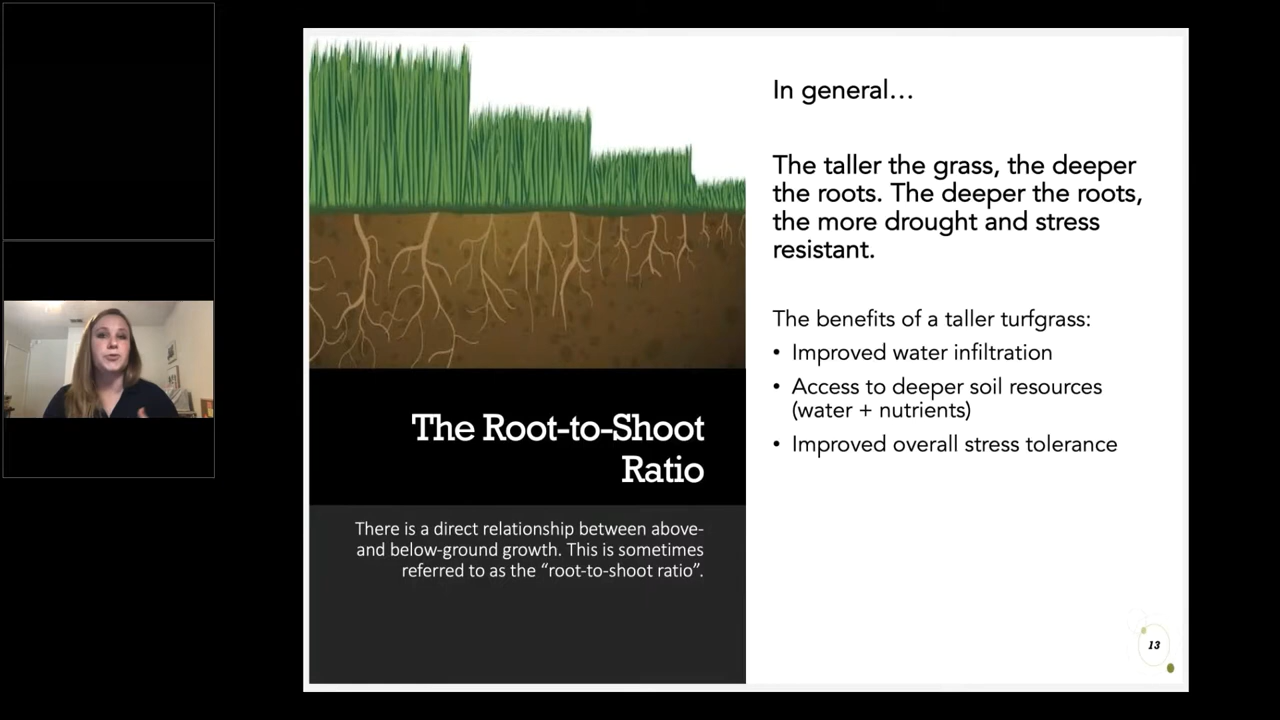 In general…
The taller the grass, the deeper
the roots. The deeper the roots,
the more drought and stress
resistant.
The benefits of a taller turfgrass:
• Improved water infiltration
• Access to deeper soil resources
(water + nutrients)
• Improved overall stress tolerance
The Root-to-Shoot
Ratio
There is a direct relationship between above-
and below-ground growth. This is sometimes
referred to as the “root-to-shoot ratio”.
13